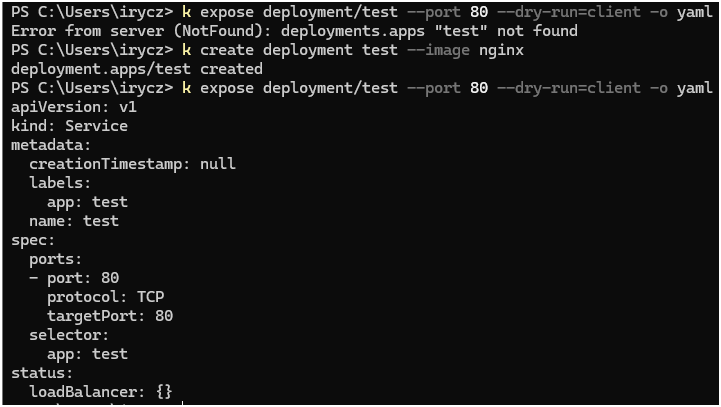 PS C:\Users\irycz> k expose deployment/test --port 80 --dry-run=client -o yaml
Error from server (NotFound): deployments.apps "test" not found
PS C:\Users\irycz> k create deployment test --image nginx
deployment.apps/test created
PS C:\Users\irycz> k expose deployment/test --port 80 --dry-run=client -o yaml
apiVersion: v1
kind: Service
metadata:
  creationTimestamp: null
  labels:
    app: test
  name: test
spec:
  ports:
  - port: 80
    protocol: TCP
    targetPort: 80
  selector:
    app: test
status:
  loadBalancer: {}